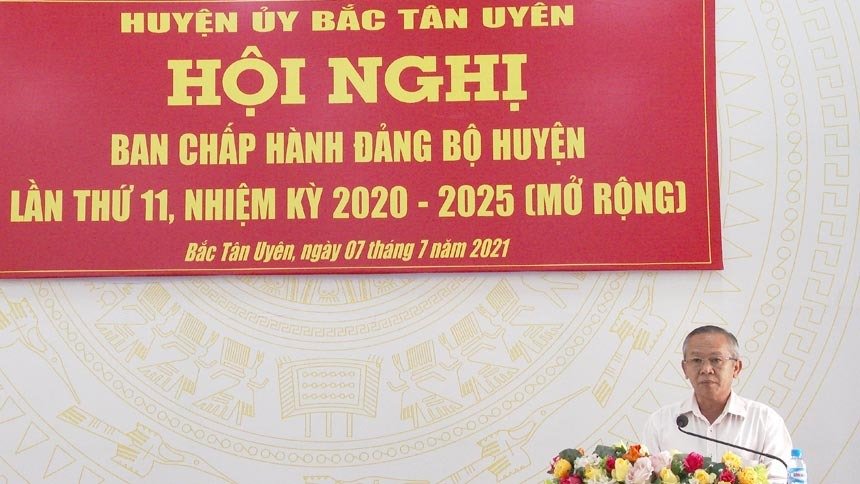 HUYỆN ỦY BẮC TÂN UYÊN
HỘI NGHỊ
BAN CHẤP HÀNH ĐẢNG BỘ HUYỆN
LẦN THỨ 11, NHIỆM KỲ 2020 - 2025 (MỞ RỘNG)
Bắc Tân Uyên, ngày 07 tháng 7 năm 2021